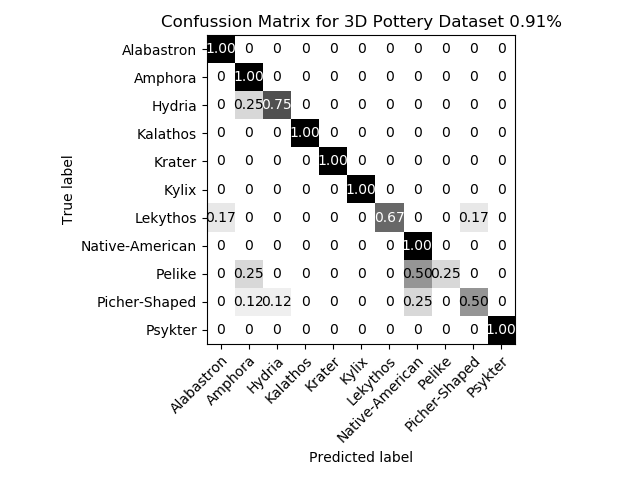 Confussion Matrix for 3D Pottery Dataset 0.91%
True label
Alabastron 1.00 0 0 0 0 0 0 0 0 0 0
Amphora 0 1.00 0 0 0 0 0 0 0 0 0
Hydria 0 0.25 0.75 0 0 0 0 0 0 0 0
Kalathos 0 0 0 1.00 0 0 0 0 0 0 0
Krater 0 0 0 0 1.00 0 0 0 0 0 0
Kylix 0 0 0 0 0 1.00 0 0 0 0 0
Lekythos 0.17 0 0 0 0 0 0.67 0 0 0.17 0
Native-American 0 0 0 0 0 0 0 1.00 0 0 0
Pelike 0 0.25 0 0 0 0 0 0.50 0.25 0 0
Picher-Shaped 0 0.12 0.12 0 0 0 0 0.25 0 0.50 0
Psykter 0 0 0 0 0 0 0 0 0 0 1.00
Alabastron Amphora Hydria Kalathos Krater Kylix Lekythos Native-American Pelike Picher-Shaped Psykter
Predicted label